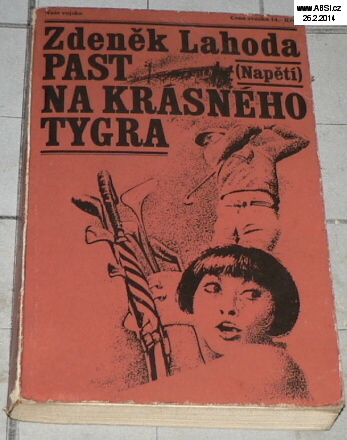 www.ABSI.cz
26.2.2014
Zdeněk Lahoda
PAST
(Napětí)
NA KRÁSNÉHO
TYGRA